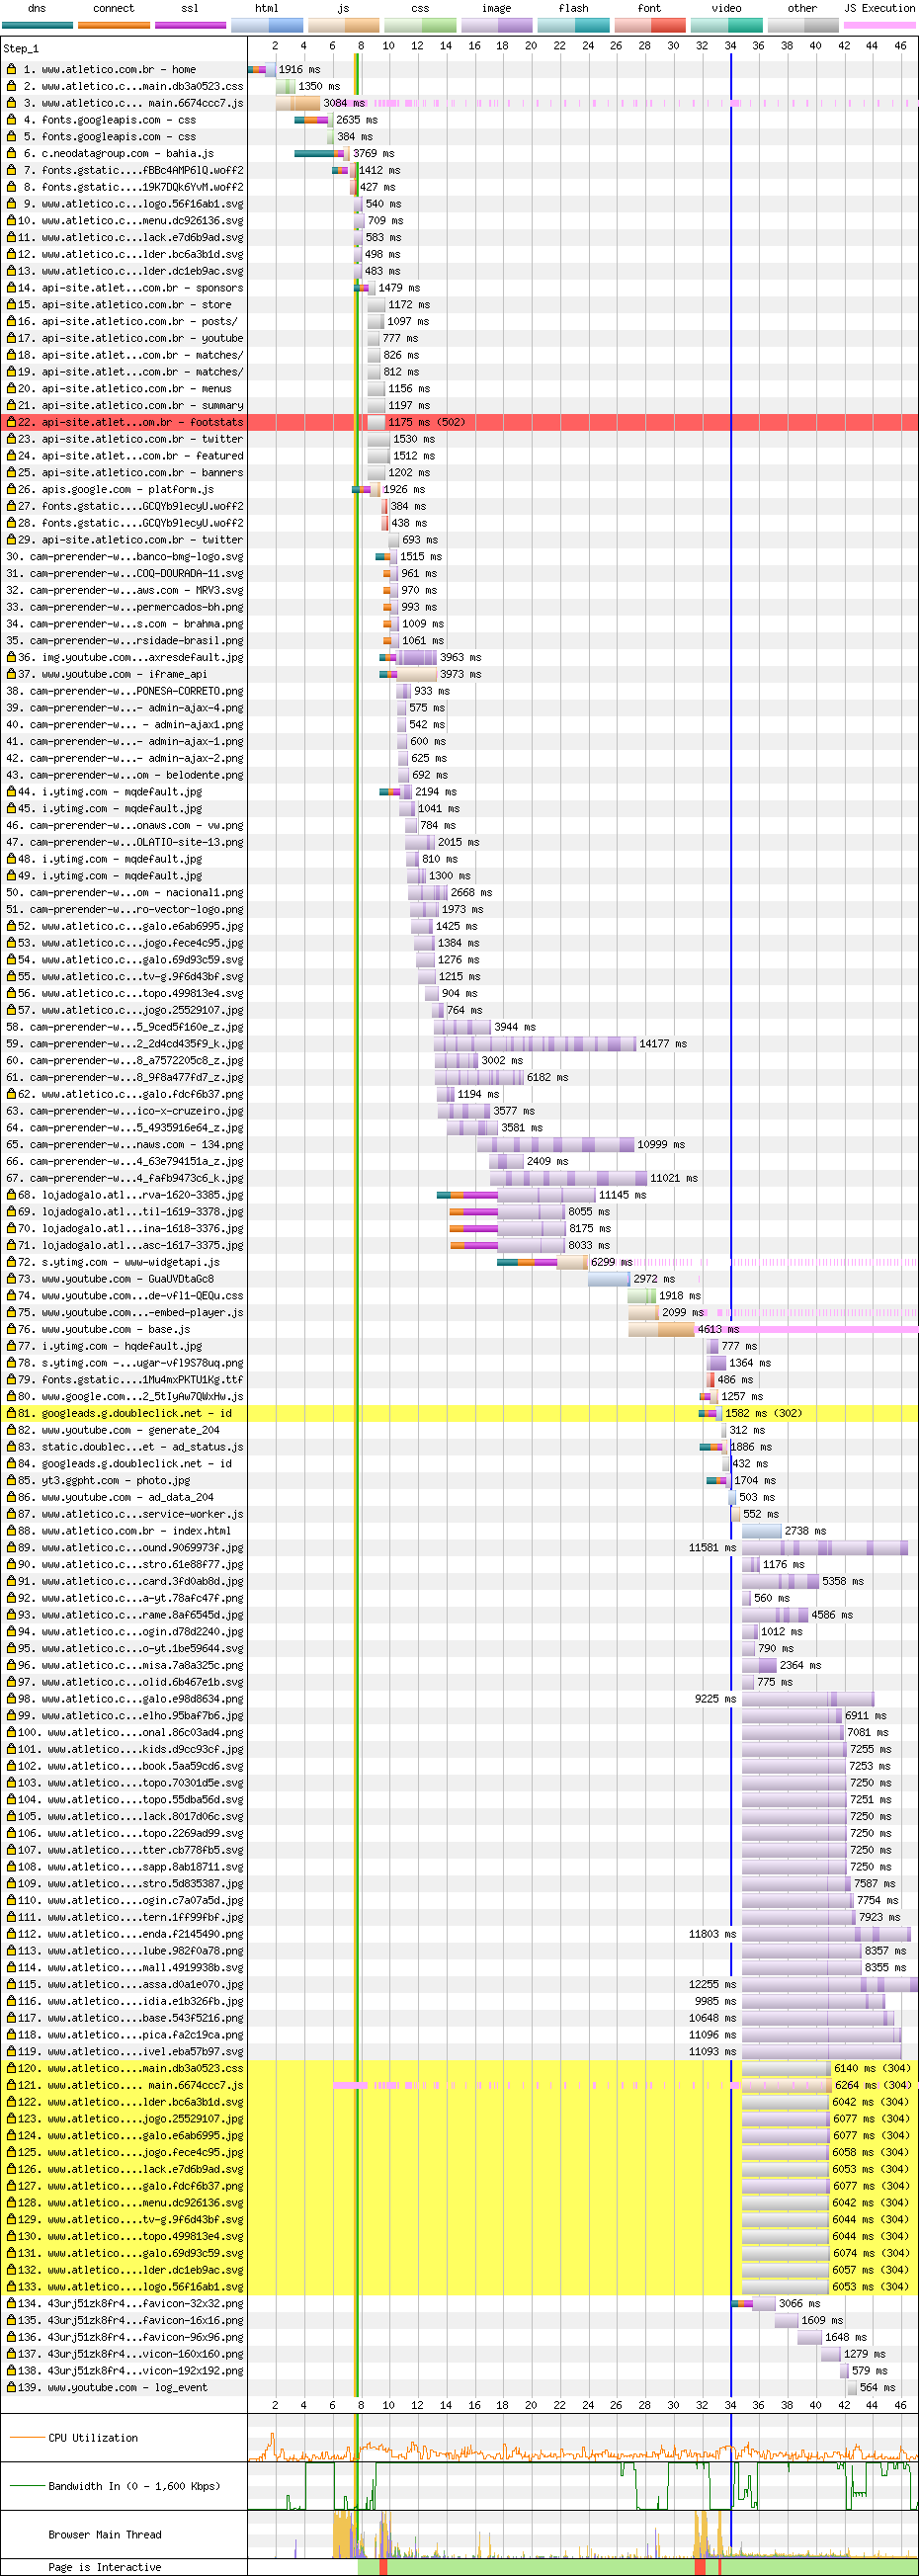 dns connect ssl html js css image flash font video other JS Execution
Step_1 2 4 6 8 10 12 14 16 18 20 22 24 26 28 30 32 34 36 38 40 42 44 46
1. www.atletico.com.br - home 1916 ms
2. www.atletico.c...main.db3a0523.css 1350 ms
3. www.atletico.c... main.6674ccc7.js 3084 ms
4. fonts.googleapis.com - css 2635 ms
5. fonts.googleapis.com - css 384 ms
6. c.neodatagroup.com - bahia.js 3769 ms
7. fonts.gstatic....fBBc4AMP6lQ.woff2 1412 ms
8. fonts.gstatic....19K7DQk6YvM.woff2 427 ms
9. www.atletico.c...logo.56f16ab1.svg 540 ms
10. www.atletico.c...menu.dc926136.svg 709 ms
11. www.atletico.c...lack.e7d6b9ad.svg 583 ms
12. www.atletico.c...lder.bc6a3b1d.svg 498 ms
13. www.atletico.c...lder.dc1eb9ac.svg 483 ms
14. api-site.atlet...com.br - sponsors 1479 ms
15. api-site.atletico.com.br - store 1172 ms
16. api-site.atletico.com.br - posts/ 1097 ms
17. api-site.atletico.com.br - youtube 777 ms
18. api-site.atlet...com.br - matches/ 826 ms
19. api-site.atlet...com.br - matches/ 812 ms
20. api-site.atletico.com.br - menus 1156 ms
21. api-site.atletico.com.br - summary 1197 ms
22. api-site.atlet...om.br - footstats 1175 ms (502)
23. api-site.atletico.com.br - twitter 1530 ms
24. api-site.atlet...com.br - featured 1512 ms
25. api-site.atletico.com.br - banners 1202 ms
26. apis.google.com - platform.js 1926 ms
27. fonts.gstatic....GCQYb9lecyU.woff2 384 ms
28. fonts.gstatic....GCQYb9lecyU.woff2 438 ms
29. api-site.atletico.com.br - twitter 693 ms
30. cam-prerender-w...banco-bmg-logo.svg 1515 ms
31. cam-prerender-w...COQ-DOURADA-11.svg 961 ms
32. cam-prerender-w...aws.com - MRV3.svg 970 ms
33. cam-prerender-w...permercados-bh.png 993 ms
34. cam-prerender-w...s.com - brahma.png 1009 ms
35. cam-prerender-w...rsidade-brasil.png 1061 ms
36. img.youtube.com...axresdefault.jpg 3963 ms
37. www.youtube.com - iframe_api 3973 ms
38. cam-prerender-w...PONESA-CORRETO.png 933 ms
39. cam-prerender-w...- admin-ajax-4.png 575 ms
40. cam-prerender-w... - admin-ajax1.png 542 ms
41. cam-prerender-w...- admin-ajax-1.png 600 ms
42. cam-prerender-w...- admin-ajax-2.png 625 ms
43. cam-prerender-w...om - belodente.png 692 ms
44. i.ytimg.com - mqdefault.jpg 2194 ms
45. i.ytimg.com - mqdefault.jpg 1041 ms
46. cam-prerender-w...onaws.com - vw.png 784 ms
47. cam-prerender-w...OLATIO-site-13.png 2015 ms
48. i.ytimg.com - mqdefault.jpg 810 ms
49. i.ytimg.com - mqdefault.jpg 1300 ms
50. cam-prerender-w...om - nacional1.png 2668 ms
51. cam-prerender-w...ro-vector-logo.png 1973 ms
52. www.atletico.c...galo.e6ab6995.jpg 1425 ms
53. www.atletico.c...jogo.fece4c95.jpg 1384 ms
54. www.atletico.c...galo.69d93c59.svg 1276 ms
55. www.atletico.c...tv-g.9f6d43bf.svg 1215 ms
56. www.atletico.c...topo.499813e4.svg 904 ms
57. www.atletico.c...jogo.25529107.jpg 764 ms
58. cam-prerender-w...5_9ced5f160e_z.jpg 3944 ms
59. cam-prerender-w...2_2d4cd435f9_k.jpg 14177 ms
60. cam-prerender-w...8_a7572205c8_z.jpg 3002 ms
61. cam-prerender-w...8_9f8a477fd7_z.jpg 6182 ms
62. www.atletico.c...galo.fdcf6b37.png 1194 ms
63. cam-prerender-w...ico-x-cruzeiro.jpg 3577 ms
64. cam-prerender-w...5_4935916e64_z.jpg 3581 ms
65. cam-prerender-w...naws.com - 134.png 10999 ms
66. cam-prerender-w...4_63e794151a_z.jpg 2409 ms
67. cam-prerender-w...4_fafb9473c6_k.jpg 11021 ms
68. lojadogalo.atl...rva-1620-3385.jpg 11145 ms
69. lojadogalo.atl...til-1619-3378.jpg 8055 ms
70. lojadogalo.atl...ina-1618-3376.jpg 8175 ms
71. lojadogalo.atl...asc-1617-3375.jpg 8033 ms
72. s.ytimg.com - www-widgetapi.js 6299 ms
73. www.youtube.com - GuaUVDtaGc8 2972 ms
74. www.youtube.com...de-vfl1-QEQu.css 1918 ms
75. www.youtube.com...-embed-player.js 2099 ms
76. www.youtube.com - base.js 4613 ms
77. i.ytimg.com - hqdefault.jpg 777 ms
78. s.ytimg.com -...ugar-vfl9S78uq.png 1364 ms
79. fonts.gstatic....1Mu4mxPKTU1Kg.ttf 486 ms
80. www.google.com...2_5tIyAw7QWxHw.js 1257 ms
81. googleads.g.doubleclick.net - id 1582 ms (302)
82. www.youtube.com - generate_204 312 ms
83. static.doublec...et - ad_status.js 1886 ms
84. googleads.g.doubleclick.net - id 432 ms
85. yt3.ggpht.com - photo.jpg 1704 ms
86. www.youtube.com - ad_data_204 503 ms
87. www.atletico.c...service-worker.js 552 ms
88. www.atletico.com.br - index.html 2738 ms
89. www.atletico.c...ound.9069973f.jpg 11581 ms
90. www.atletico.c...stro.61e88f77.jpg 1176 ms
91. www.atletico.c...card.3fd0ab8d.jpg 5358 ms
92. www.atletico.c...a-yt.78afc47f.png 560 ms
93. www.atletico.c...rame.8af6545d.jpg 4586 ms
94. www.atletico.c...ogin.d78d2240.jpg 1012 ms
95. www.atletico.c...o-yt.1be59644.svg 790 ms
96. www.atletico.c...misa.7a8a325c.png 2364 ms
97. www.atletico.c...olid.6b467e1b.svg 775 ms
98. www.atletico.c...galo.e98d8634.png 9225 ms
99. www.atletico.c...elho.95baf7b6.jpg 6911 ms
100. www.atletico....onal.86c03ad4.png 7081 ms
101. www.atletico....kids.d9cc93cf.jpg 7255 ms
102. www.atletico....book.5aa59cd6.svg 7253 ms
103. www.atletico....topo.70301d5e.svg 7250 ms
104. www.atletico....topo.55dba56d.svg 7251 ms
105. www.atletico....lack.8017d06c.svg 7250 ms
106. www.atletico....topo.2269ad99.svg 7250 ms
107. www.atletico....tter.cb778fb5.svg 7250 ms
108. www.atletico....sapp.8ab18711.svg 7250 ms
109. www.atletico....stro.5d835387.jpg 7587 ms
110. www.atletico....ogin.c7a07a5d.jpg 7754 ms
111. www.atletico....tern.1ff99fbf.jpg 7923 ms
112. www.atletico....enda.f2145490.png 11803 ms
113. www.atletico....lube.982f0a78.png 8357 ms
114. www.atletico....mall.4919938b.svg 8355 ms
115. www.atletico....assa.d0a1e070.jpg 12255 ms
116. www.atletico....idia.e1b326fb.jpg 9985 ms
117. www.atletico....base.543f5216.png 10648 ms
118. www.atletico....pica.fa2c19ca.png 11096 ms
119. www.atletico....ivel.eba57b97.svg 11093 ms
120. www.atletico....main.db3a0523.css 6140 ms (304)
121. www.atletico.... main.6674ccc7.js 6264 ms (304)
122. www.atletico....lder.bc6a3b1d.svg 6042 ms (304)
123. www.atletico....jogo.25529107.jpg 6077 ms (304)
124. www.atletico....galo.e6ab6995.jpg 6077 ms (304)
125. www.atletico....jogo.fece4c95.jpg 6058 ms (304)
126. www.atletico....lack.e7d6b9ad.svg 6053 ms (304)
127. www.atletico....galo.fdcf6b37.png 6077 ms (304)
128. www.atletico....menu.dc926136.svg 6042 ms (304)
129. www.atletico....tv-g.9f6d43bf.svg 6044 ms (304)
130. www.atletico....topo.499813e4.svg 6044 ms (304)
131. www.atletico....galo.69d93c59.svg 6074 ms (304)
132. www.atletico....lder.dc1eb9ac.svg 6057 ms (304)
133. www.atletico....logo.56f16ab1.svg 6053 ms (304)
134. 43urj51zk8fr4...favicon-32x32.png 3066 ms
135. 43urj51zk8fr4...favicon-16x16.png 1609 ms
136. 43urj51zk8fr4...favicon-96x96.png 1648 ms
137. 43urj51zk8fr4...vicon-160x160.png 1279 ms
138. 43urj51zk8fr4...vicon-192x192.png 579 ms
139. www.youtube.com - log_event 564 ms
2 4 6 8 10 12 14 16 18 20 22 24 26 28 30 32 34 36 38 40 42 44 46
CPU Utilization
Bandwidth In (0 - 1,600 Kbps)
Browser Main Thread
Page is Interactive